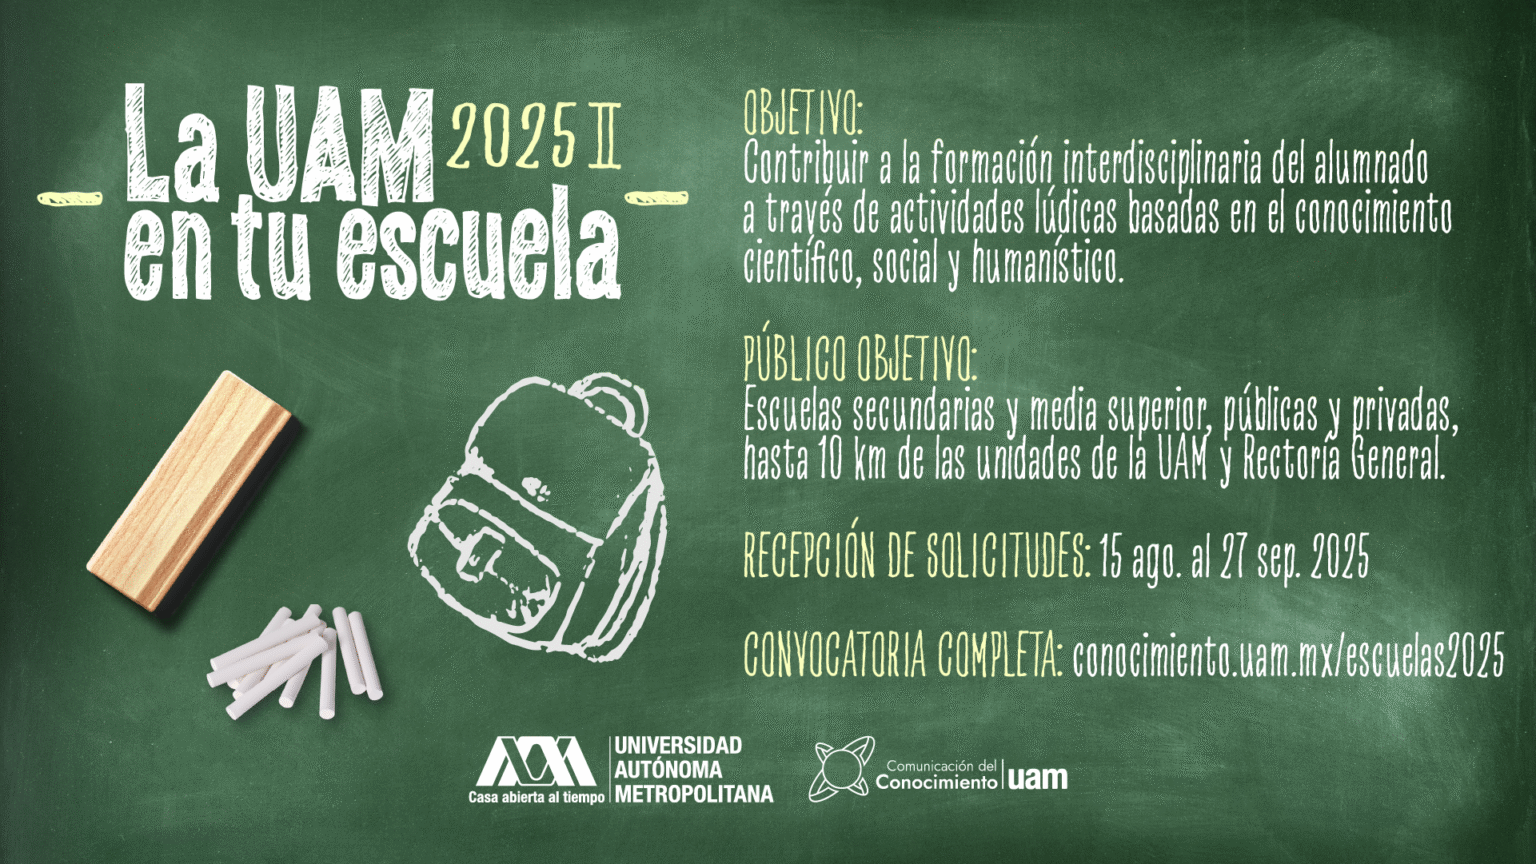 La UAM 2025 II
en tu escuela
OBJETIVO:
Contribuir a la formación interdisciplinaria del alumnado
a través de actividades lúdicas basadas en el conocimiento
científico, social y humanístico.
PÚBLICO OBJETIVO:
Escuelas secundarias y media superior, públicas y privadas,
hasta 10 km de las unidades de la UAM y Rectoría General.
RECEPCIÓN DE SOLICITUDES: 15 ago. al 27 sep. 2025
CONVOCATORIA COMPLETA: conocimiento.uam.mx/escuelas2025
Casa abierta al tiempo
UNIVERSIDAD
AUTÓNOMA
METROPOLITANA
Comunicación del
Conocimiento uam